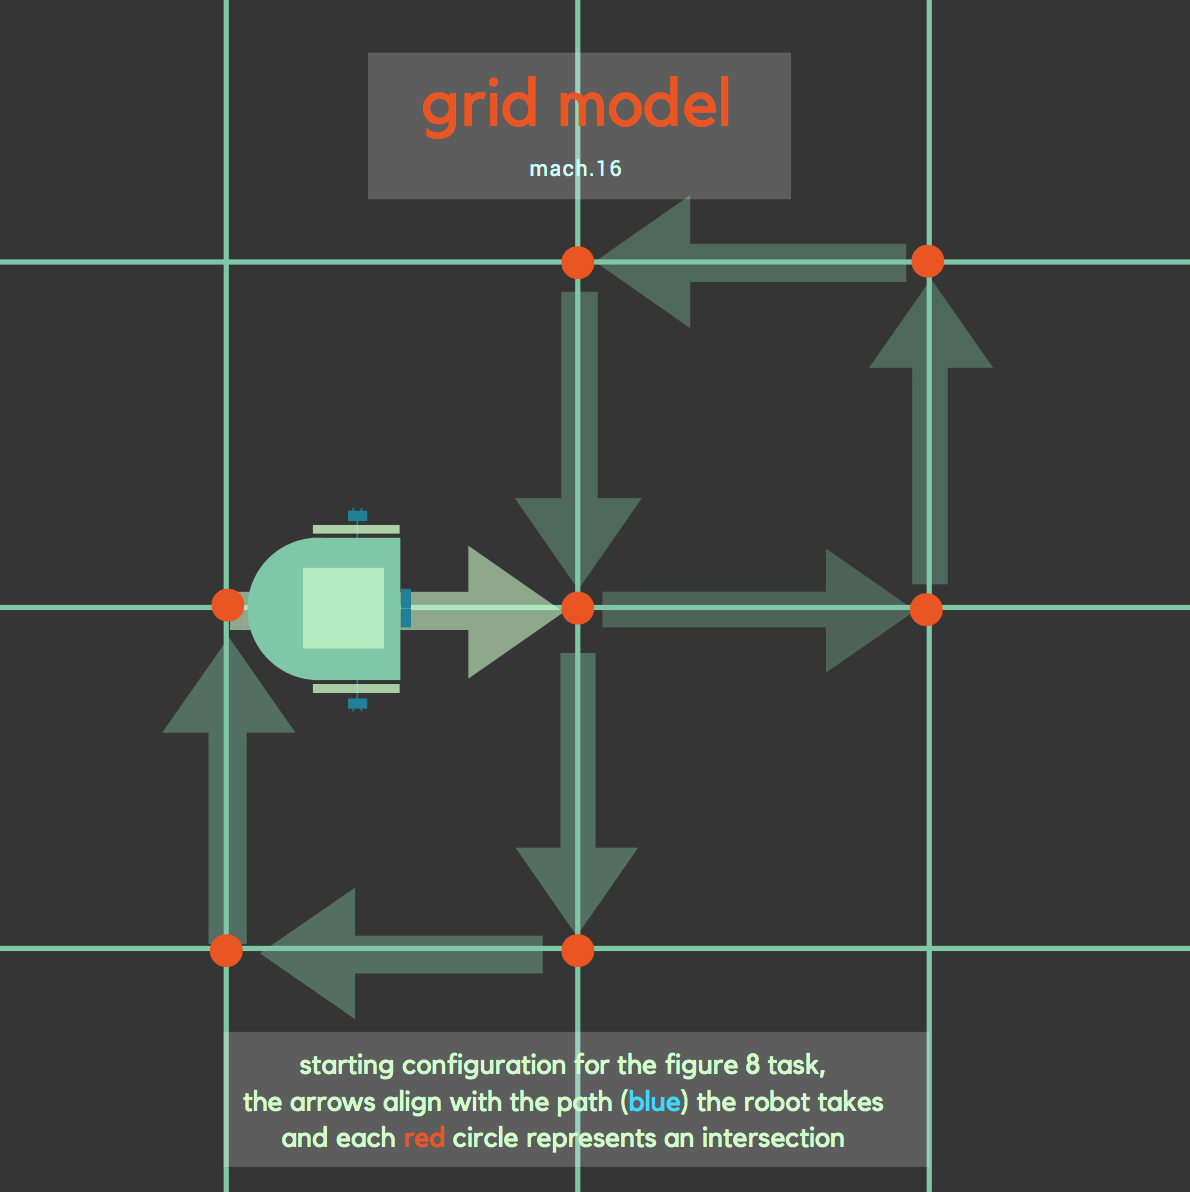 grid model
mach.16
starting configuration for the figure 8 task,
the arrows align with the path (blue) the robot takes
and each red circle represents an intersection